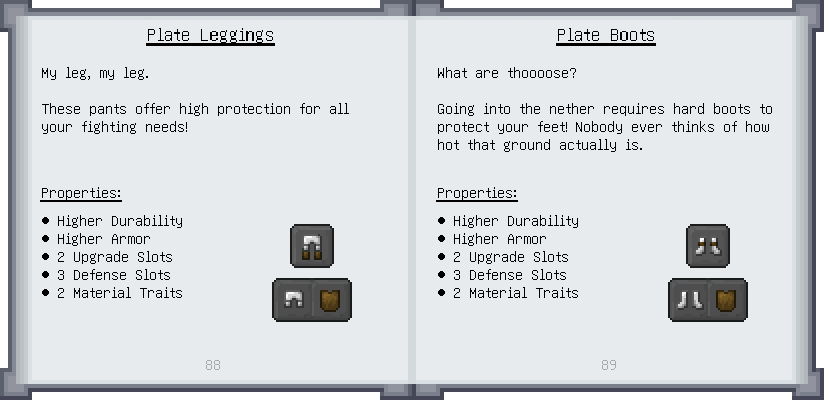 Plate Leggings
My leg, my leg.
These pants offer high protection for all
your fighting needs!
Properties:
● Higher Durability
● Higher Armor
● 2 Upgrade Slots
● 3 Defense Slots
● 2 Material Traits
88
Plate Boots
What are thoooose?
Going into the nether requires hard boots to
protect your feet! Nobody ever thinks of how
hot that ground actually is.
Properties:
● Higher Durability
● Higher Armor
● 2 Upgrade Slots
● 3 Defense Slots
● 2 Material Traits
89